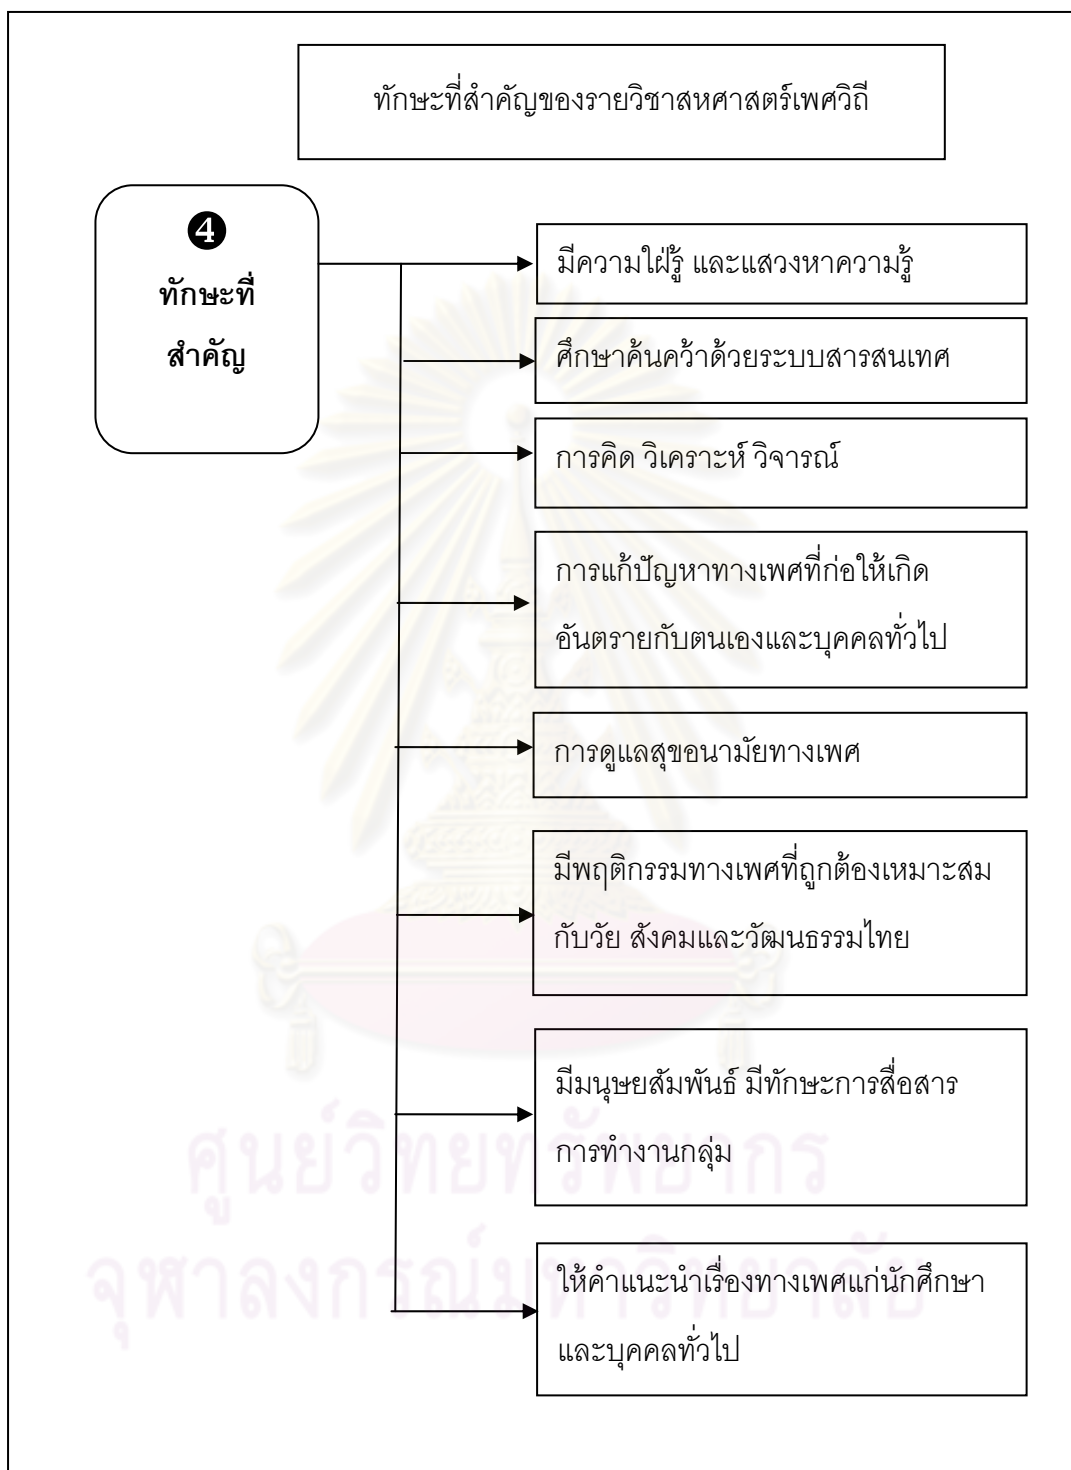 ทักษะที่สำคัญของรายวิชาสหศาสตร์เพศวิถี
❹
ทักษะที่
สำคัญ
มีความใฝ่รู้ และแสวงหาความรู้
ศึกษาค้นคว้าด้วยระบบสารสนเทศ
การคิด วิเคราะห์ วิจารณ์
การแก้ปัญหาทางเพศที่ก่อให้เกิด
อันตรายกับตนเองและบุคคลทั่วไป
การดูแลสุขอนามัยทางเพศ
มีพฤติกรรมทางเพศที่ถูกต้องเหมาะสม
กับวัย สังคมและวัฒนธรรมไทย
มีมนุษยสัมพันธ์ มีทักษะการสื่อสาร
การทำงานกลุ่ม
ให้คำแนะนำเรื่องทางเพศแก่นักศึกษา
และบุคคลทั่วไป
ศูนย์วิทยทรัพยากร
จุฬาลงกรณ์มหาวิทยาลัย